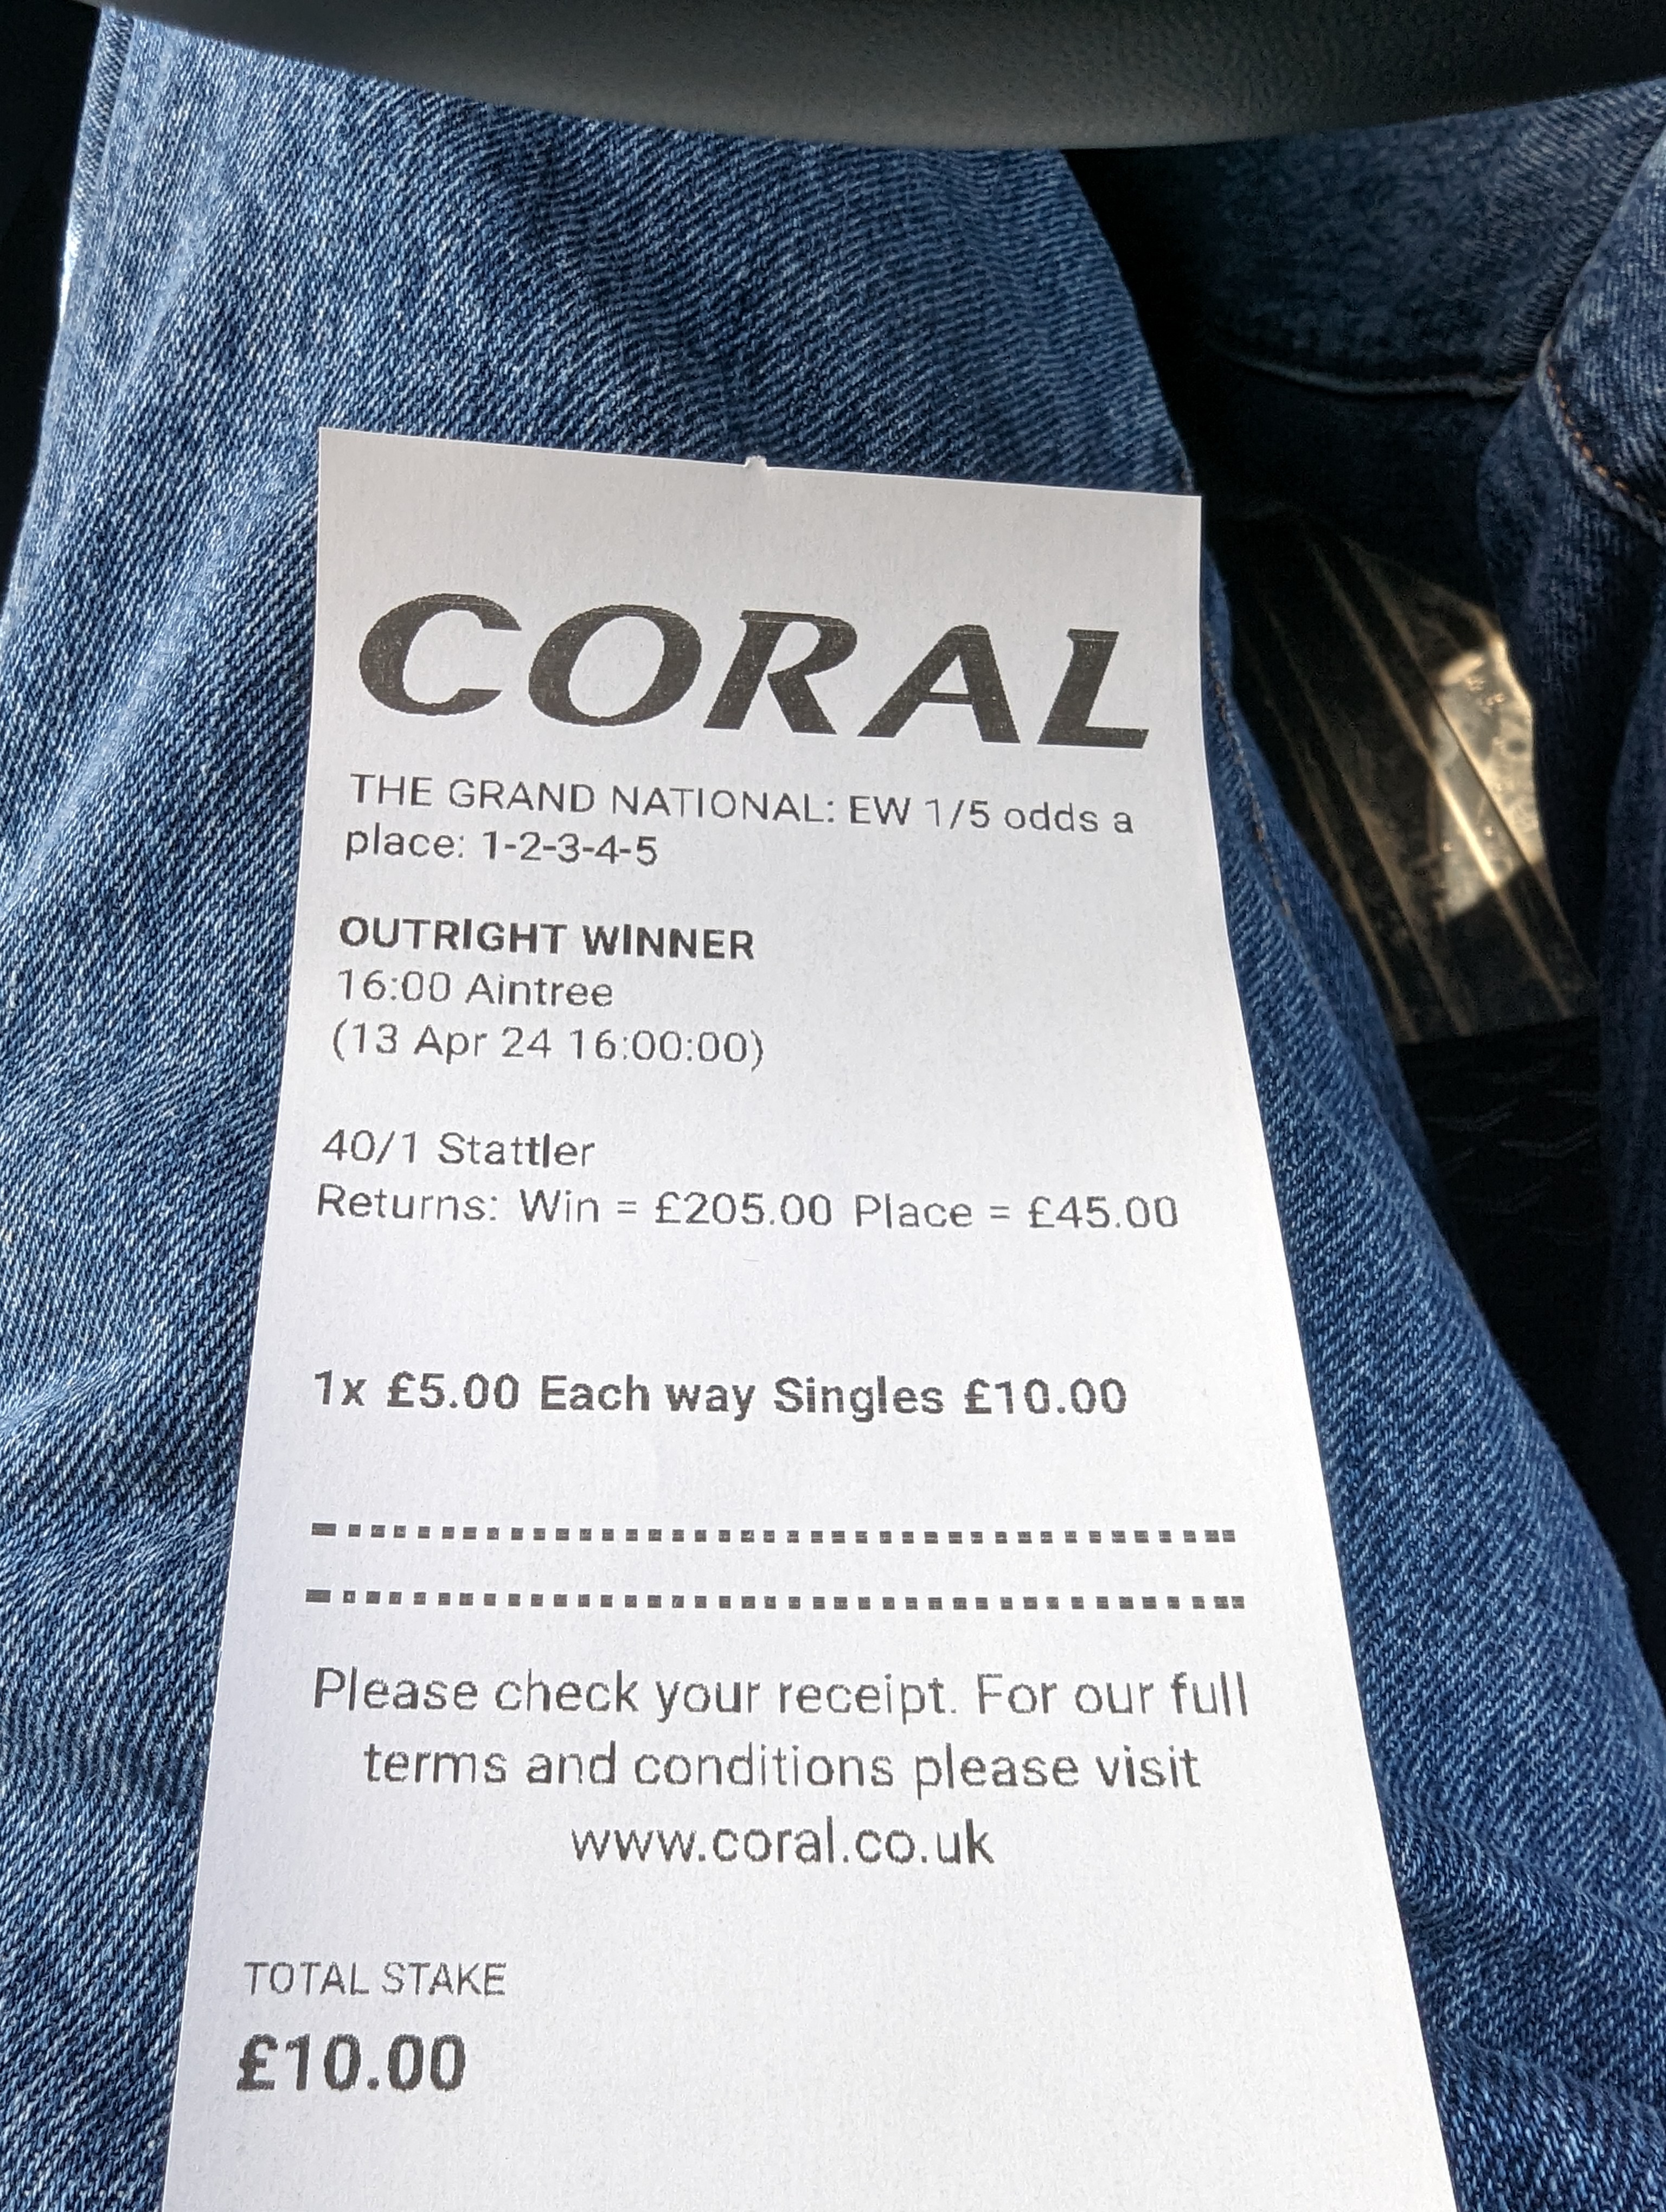 CORAL
THE GRAND NATIONAL: EW 1/5 odds a
place: 1-2-3-4-5
OUTRIGHT WINNER
16:00 Aintree
(13 Apr 24 16:00:00)
40/1 Stattler
Returns: Win = £205.00 Place = £45.00
1x £5.00 Each way Singles £10.00
Please check your receipt. For our full
terms and conditions please visit
www.coral.co.uk
TOTAL STAKE
£10.00